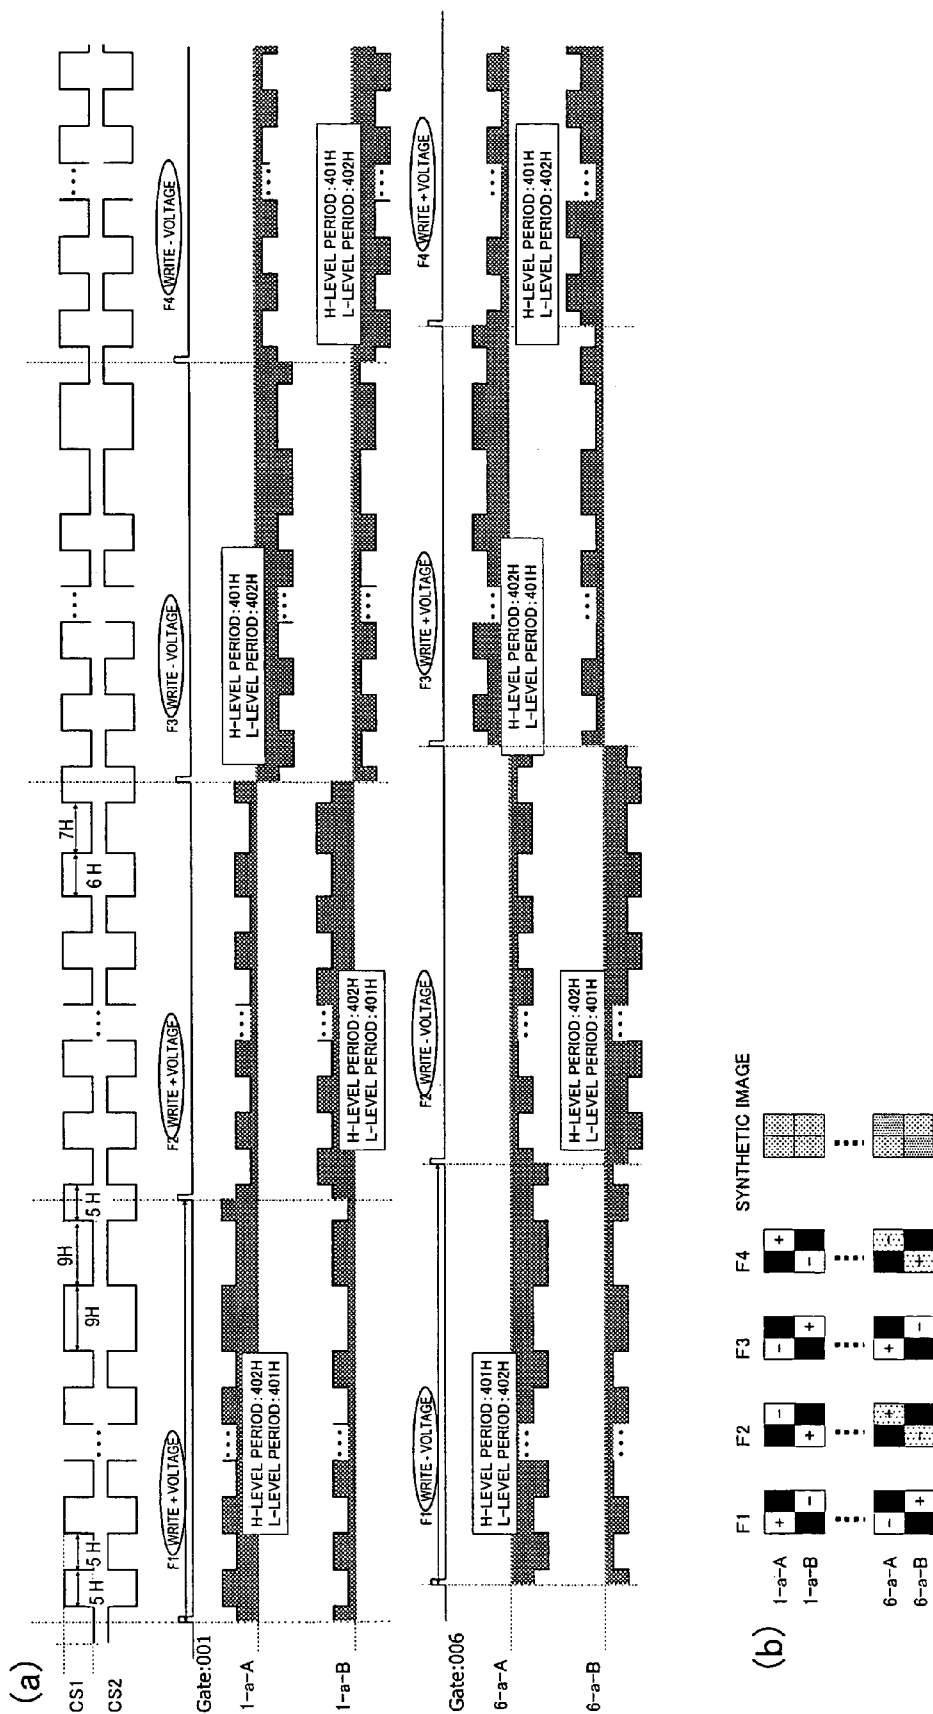 (a)
CS1
CS2
5H
5H
9H
9H
5H
6H
7H
•••
•••
•••
F1 WRITE + VOLTAGE
F2 WRITE + VOLTAGE
F3 WRITE - VOLTAGE
F4 WRITE - VOLTAGE
Gate:001
1-a-A
H-LEVEL PERIOD:402H
L-LEVEL PERIOD:401H
H-LEVEL PERIOD:401H
L-LEVEL PERIOD:402H
1-a-B
H-LEVEL PERIOD:402H
L-LEVEL PERIOD:401H
H-LEVEL PERIOD:401H
L-LEVEL PERIOD:402H
F1 WRITE - VOLTAGE
F2 WRITE - VOLTAGE
F3 WRITE + VOLTAGE
F4 WRITE + VOLTAGE
Gate:006
6-a-A
H-LEVEL PERIOD:401H
L-LEVEL PERIOD:402H
H-LEVEL PERIOD:402H
L-LEVEL PERIOD:401H
6-a-B
H-LEVEL PERIOD:402H
L-LEVEL PERIOD:401H
H-LEVEL PERIOD:401H
L-LEVEL PERIOD:402H
(b)
F1 F2 F3 F4 SYNTHETIC IMAGE
1-a-A + - - +
1-a-B - + + -
6-a-A - + + -
6-a-B + - - +